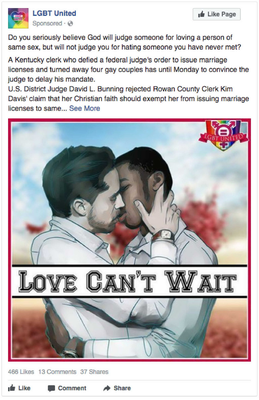 LGBT United
Sponsored ·
Like Page
Do you seriously believe God will judge someone for loving a person of
same sex, but will not judge you for hating someone you have never met?
A Kentucky clerk who defied a federal judge's order to issue marriage
licenses and turned away four gay couples has until Monday to convince the
judge to delay his mandate.
U.S. District Judge David L. Bunning rejected Rowan County Clerk Kim
Davis' claim that her Christian faith should exempt her from issuing marriage
licenses to same... See More
LGBT UNITED
LOVE CAN'T WAIT
466 Likes 13 Comments 37 Shares
Like Comment Share